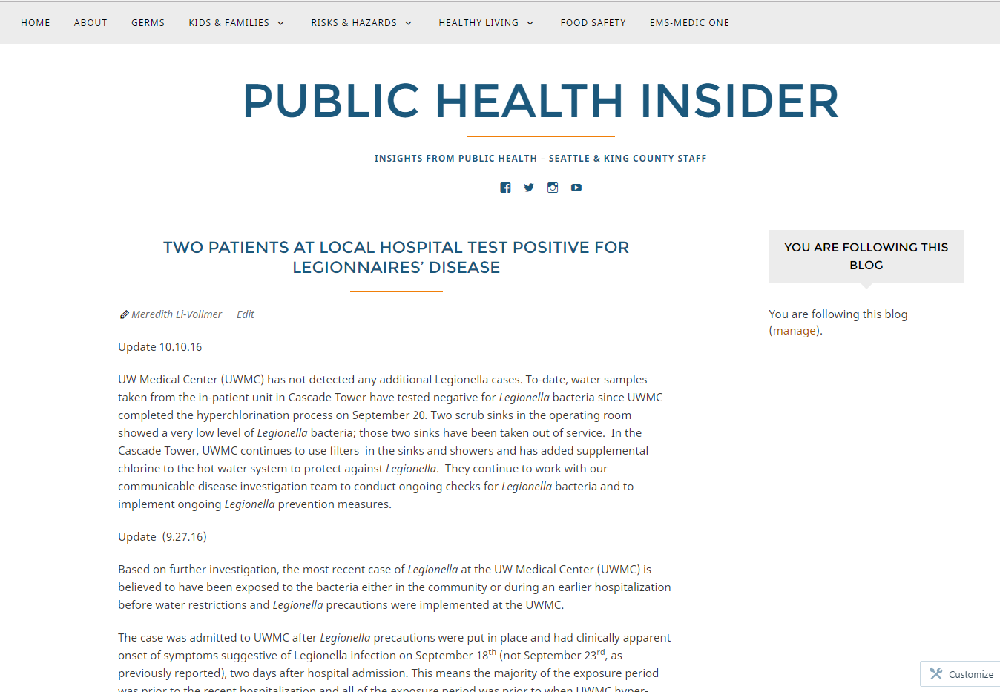 HOME ABOUT GERMS KIDS & FAMILIES RISKS & HAZARDS HEALTHY LIVING FOOD SAFETY EMS-MEDIC ONE
PUBLIC HEALTH INSIDER
INSIGHTS FROM PUBLIC HEALTH – SEATTLE & KING COUNTY STAFF
TWO PATIENTS AT LOCAL HOSPITAL TEST POSITIVE FOR
LEGIONNAIRES’ DISEASE
Meredith Li-Vollmer Edit
Update 10.10.16
UW Medical Center (UWMC) has not detected any additional Legionella cases. To-date, water samples
taken from the in-patient unit in Cascade Tower have tested negative for Legionella bacteria since UWMC
completed the hyperchlorination process on September 20. Two scrub sinks in the operating room
showed a very low level of Legionella bacteria; those two sinks have been taken out of service.  In the
Cascade Tower, UWMC continues to use filters  in the sinks and showers and has added supplemental
chlorine to the hot water system to protect against Legionella.  They continue to work with our
communicable disease investigation team to conduct ongoing checks for Legionella bacteria and to
implement ongoing Legionella prevention measures.
Update  (9.27.16)
Based on further investigation, the most recent case of Legionella at the UW Medical Center (UWMC) is
believed to have been exposed to the bacteria either in the community or during an earlier hospitalization
before water restrictions and Legionella precautions were implemented at the UWMC.
The case was admitted to UWMC after Legionella precautions were put in place and had clinically apparent
onset of symptoms suggestive of Legionella infection on September 18th (not September 23rd, as
previously reported), two days after hospital admission. This means the majority of the exposure period
was prior to the recent hospitalization and all of the exposure period was prior to when UWMC hyper-
YOU ARE FOLLOWING THIS
BLOG
You are following this blog
(manage).
Customize